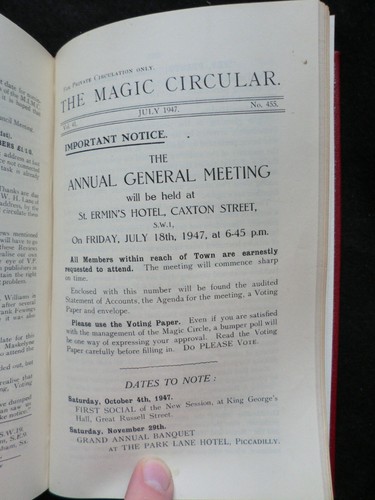 For Private Circulation only.
THE MAGIC CIRCULAR.
Vol. 41. JULY 1947. No. 455.
IMPORTANT NOTICE.
THE
ANNUAL GENERAL MEETING
will be held at
St. ERMIN'S HOTEL, CAXTON STREET,
S.W.1,
On FRIDAY, JULY 18th, 1947, at 6-45 p.m.
All Members within reach of Town are earnestly
requested to attend. The meeting will commence sharp
on time.
Enclosed with this number will be found the audited
Statement of Accounts, the Agenda for the meeting, a Voting
Paper and envelope.
Please use the Voting Paper. Even if you are satisfied
with the management of the Magic Circle, a bumper poll will
be one way of expressing your approval. Read the Voting
Paper carefully before filling in. Do PLEASE VOTE.
DATES TO NOTE:
Saturday, October 4th, 1947.
FIRST SOCIAL of the New Session, at King George's
Hall, Great Russell Street.
Saturday, November 29th.
GRAND ANNUAL BANQUET
at THE PARK LANE HOTEL, PICCADILLY.